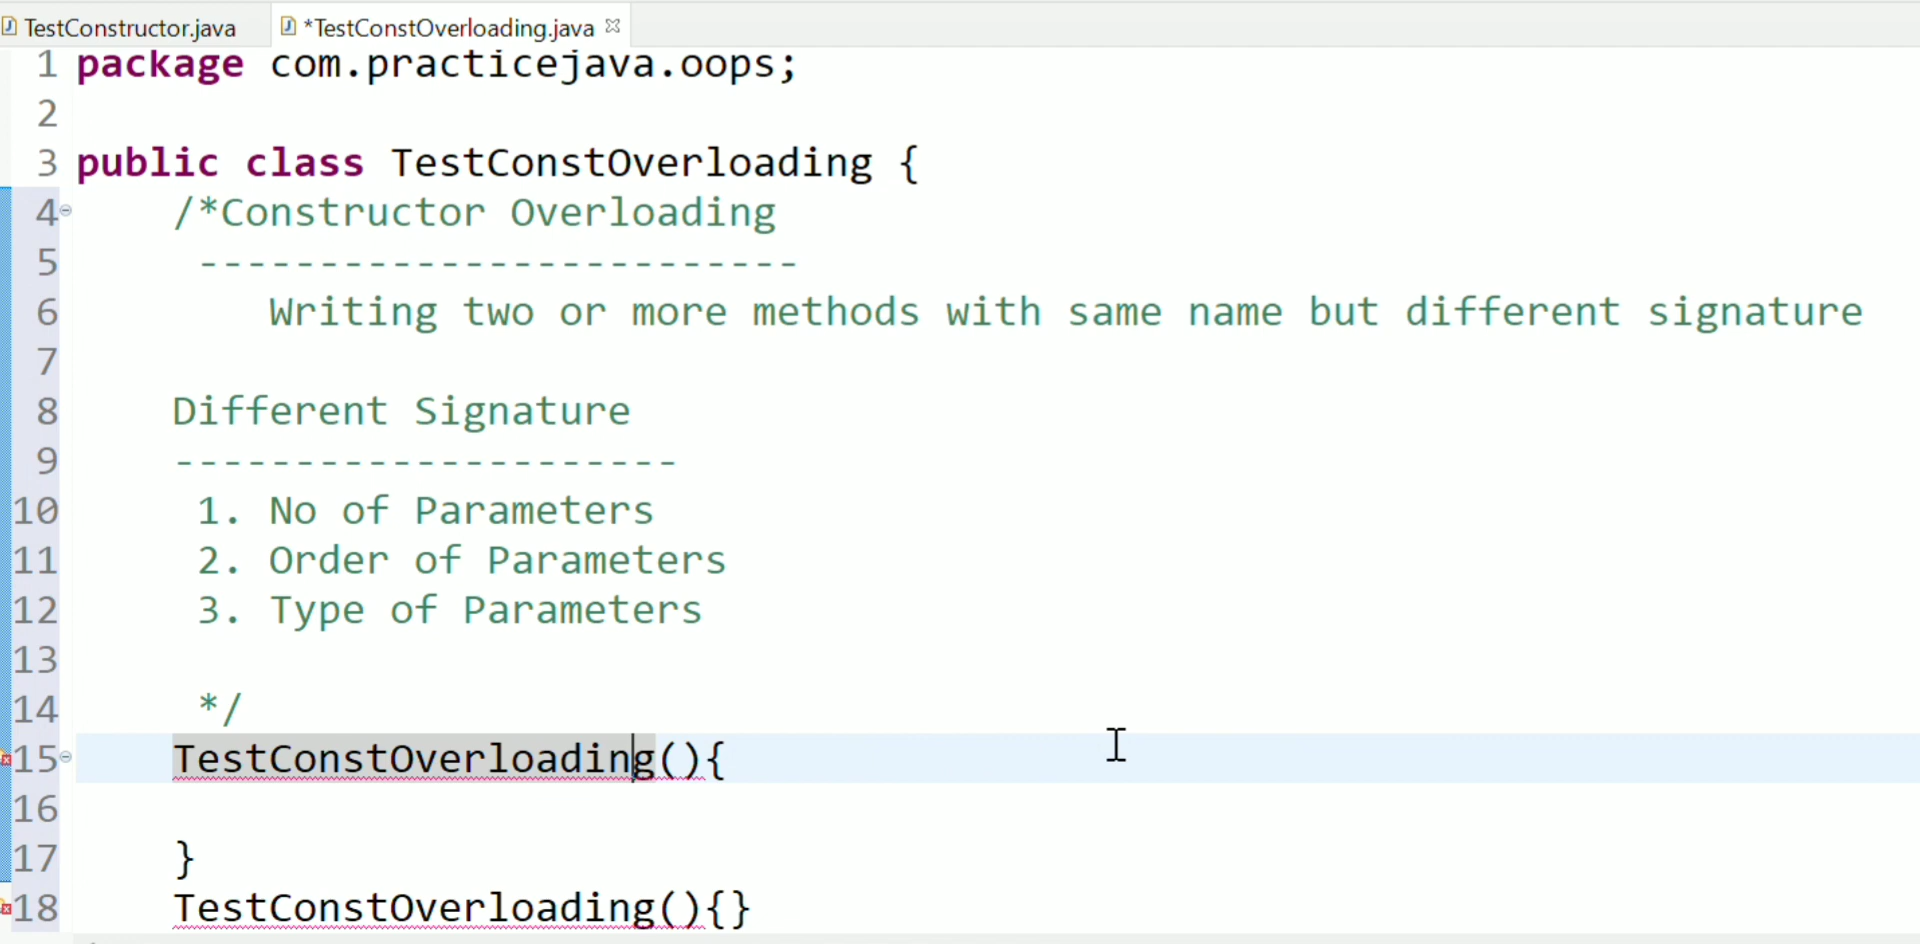 TestConstructor.java *TestConstOverloading.java
1 package com.practicejava.oops;
2
3 public class TestConstOverloading {
4 /*Constructor Overloading
5 -------------------------
6 Writing two or more methods with same name but different signature
7
8 Different Signature
9 ---------------------
10 1. No of Parameters
11 2. Order of Parameters
12 3. Type of Parameters
13
14 */
15 TestConstOverloading(){
16
17 }
18 TestConstOverloading(){}